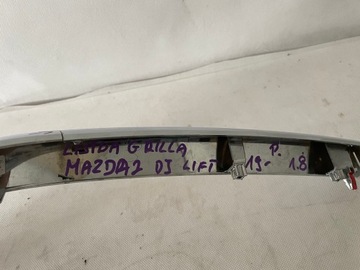 LISTWA GRILLA P.
MAZDA2 DJ LIFT 19- 1.8